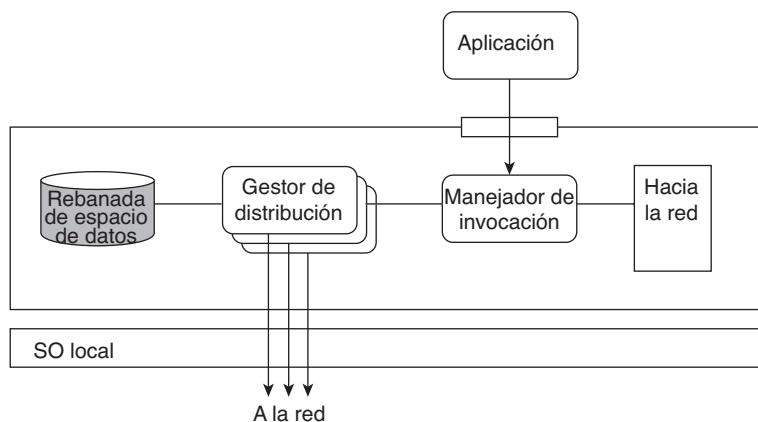 Aplicación
Rebanada
de espacio
de datos
Gestor de
distribución
Manejador de
invocación
Hacia
la red
SO local
A la red